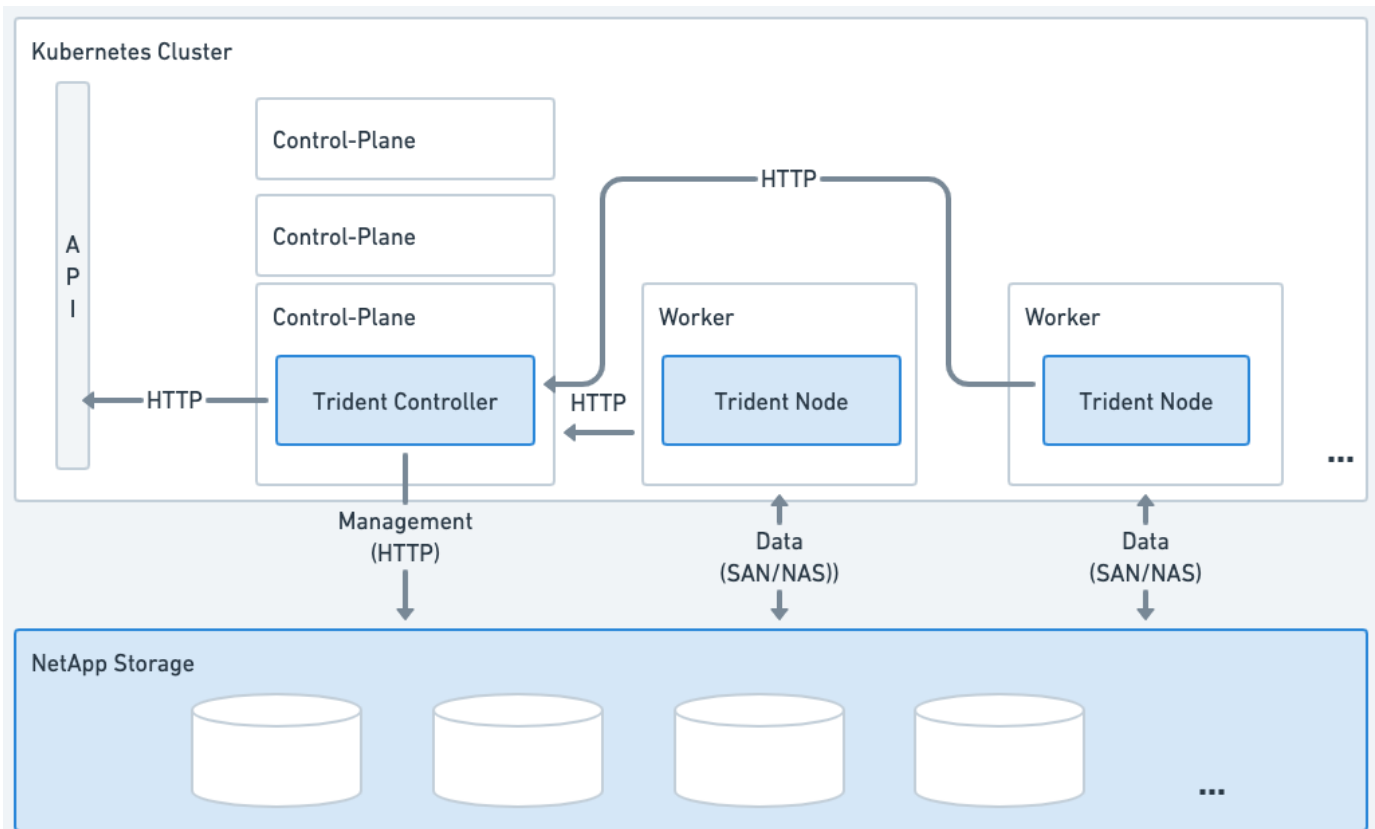 Kubernetes Cluster
A
P
I
Control-Plane
Control-Plane
Control-Plane
Trident Controller
HTTP
HTTP
HTTP
Worker
Trident Node
Worker
Trident Node
...
Management
(HTTP)
Data
(SAN/NAS))
Data
(SAN/NAS)
NetApp Storage
...